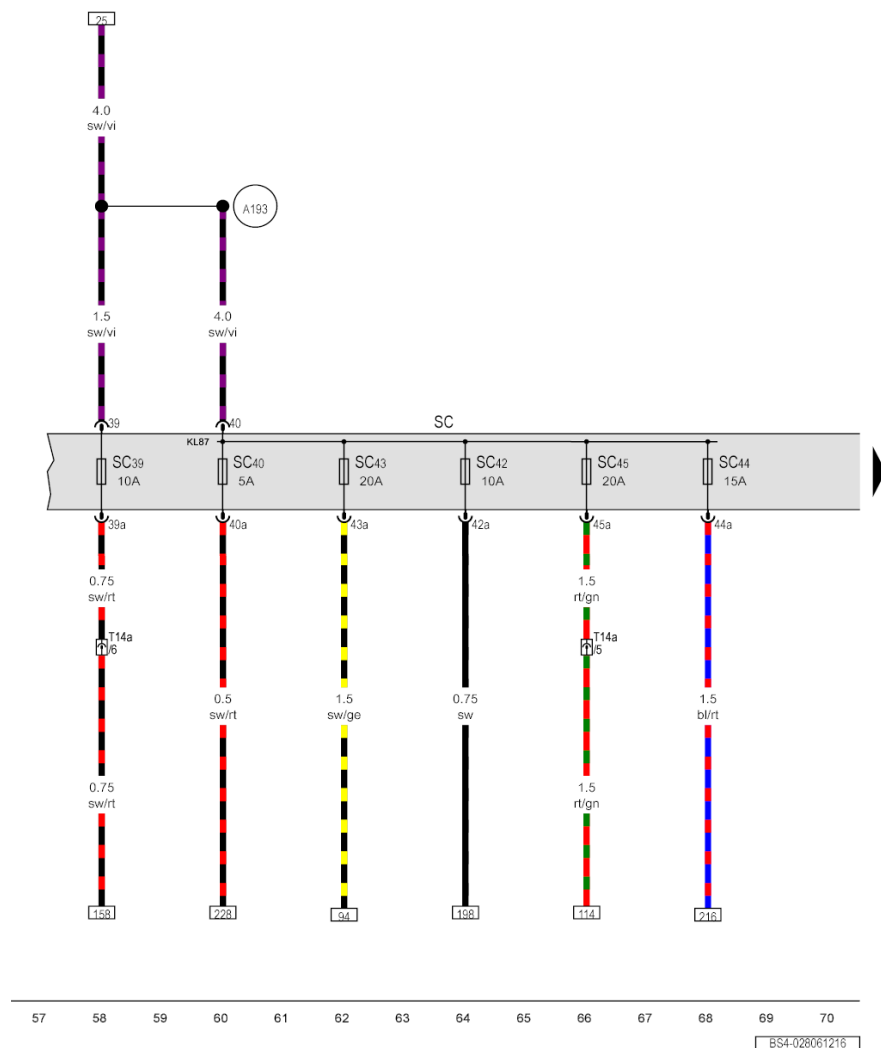 25
4.0
sw/vi
A193
1.5
sw/vi
4.0
sw/vi
39
40
SC
KL87
SC39
10A
SC40
5A
SC43
20A
SC42
10A
SC45
20A
SC44
15A
39a
40a
43a
42a
45a
44a
0.75
sw/rt
1.5
rt/gn
T14a
/6
T14a
/5
0.5
sw/rt
1.5
sw/ge
0.75
sw
1.5
bl/rt
0.75
sw/rt
1.5
rt/gn
158
228
94
198
114
216
57 58 59 60 61 62 63 64 65 66 67 68 69 70
BS4-028061216